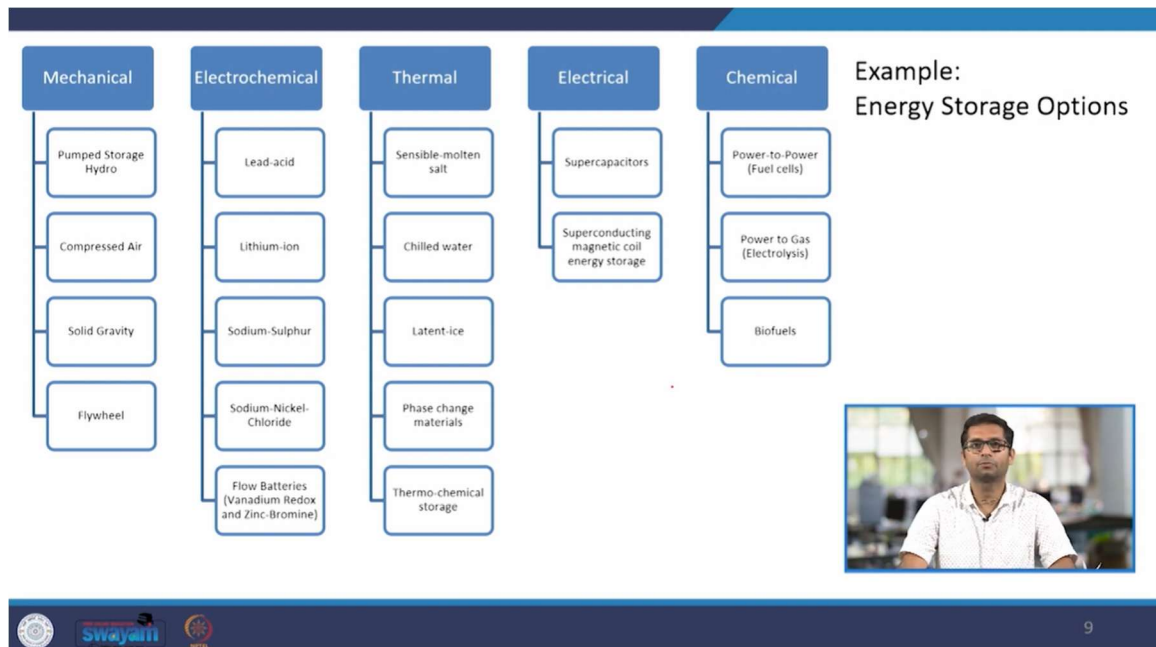 Mechanical
Pumped Storage
Hydro
Compressed Air
Solid Gravity
Flywheel
Electrochemical
Lead-acid
Lithium-ion
Sodium-Sulphur
Sodium-Nickel-
Chloride
Flow Batteries
(Vanadium Redox
and Zinc-Bromine)
Thermal
Sensible-molten
salt
Chilled water
Latent-ice
Phase change
materials
Thermo-chemical
storage
Electrical
Supercapacitors
Superconducting
magnetic coil
energy storage
Chemical
Power-to-Power
(Fuel cells)
Power to Gas
(Electrolysis)
Biofuels
Example:
Energy Storage Options
swayam
9